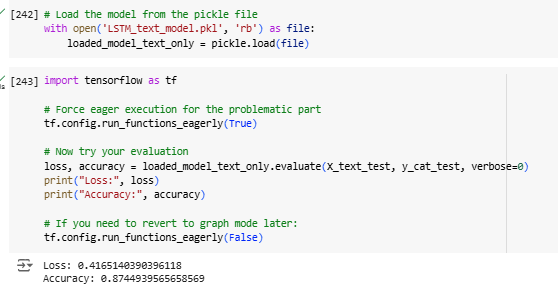 [242] # Load the model from the pickle file
with open('LSTM_text_model.pkl', 'rb') as file:
    loaded_model_text_only = pickle.load(file)
[243] import tensorflow as tf
# Force eager execution for the problematic part
tf.config.run_functions_eagerly(True)
# Now try your evaluation
loss, accuracy = loaded_model_text_only.evaluate(X_text_test, y_cat_test, verbose=0)
print("Loss:", loss)
print("Accuracy:", accuracy)
# If you need to revert to graph mode later:
tf.config.run_functions_eagerly(False)
Loss: 0.4165140390396118
Accuracy: 0.8744939565658569